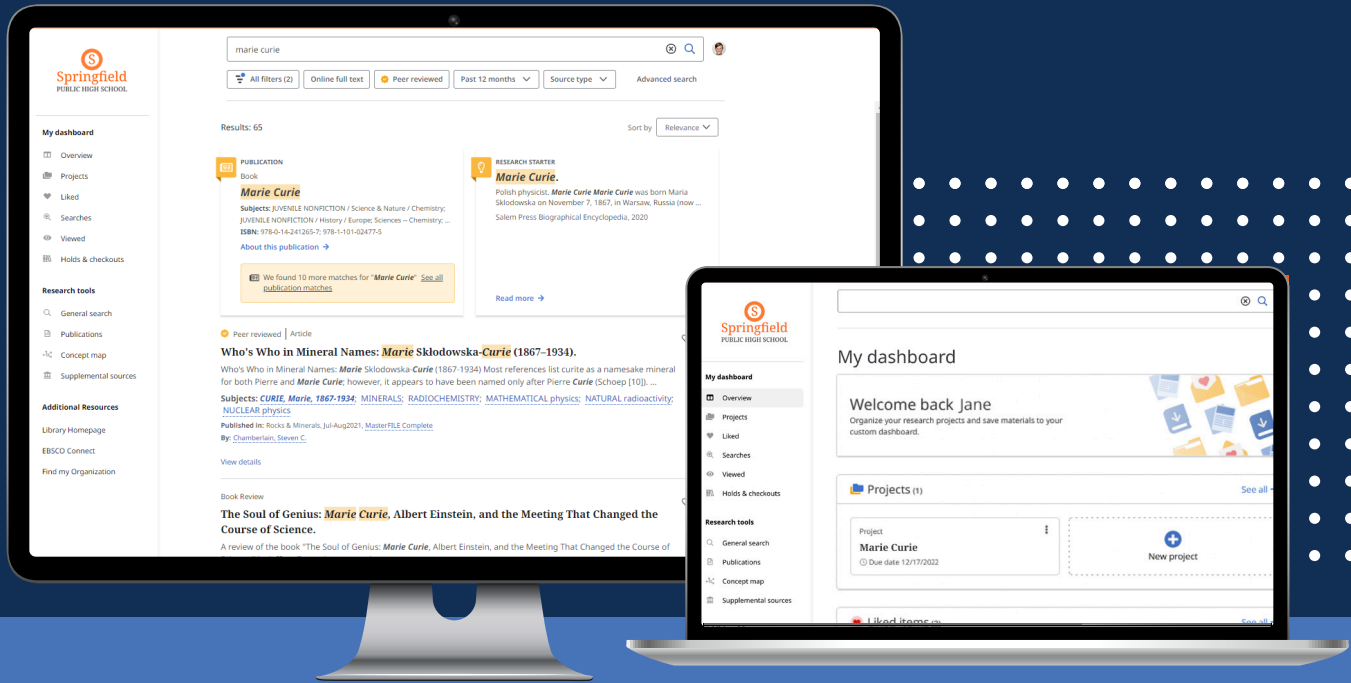 S
Springfield
PUBLIC HIGH SCHOOL
My dashboard
Overview
Projects
Liked
Searches
Viewed
Holds & checkouts
Research tools
General search
Publications
Concept map
Supplemental sources
Additional Resources
Library Homepage
EBSCO Connect
Find my Organization
marie curie
All filters (2)
Online full text
Peer reviewed
Past 12 months
Source type
Advanced search
Results: 65
Sort by
Relevance
PUBLICATION
Book
Marie Curie
Subjects: JUVENILE NONFICTION / Science & Nature / Chemistry;
JUVENILE NONFICTION / History / Europe; Sciences -- Chemistry; ...
ISBN: 978-0-14-241265-7; 978-1-101-02477-5
About this publication
We found 10 more matches for "Marie Curie" See all
publication matches
RESEARCH STARTER
Marie Curie.
Polish physicist. Marie Curie Marie Curie was born Maria
Sklodowska on November 7, 1867, in Warsaw, Russia (now ...
Salem Press Biographical Encyclopedia, 2020
Read more
Peer reviewed | Article
Who's Who in Mineral Names: Marie Skłodowska-Curie (1867–1934).
Who's Who in Mineral Names: Marie Sklodowska-Curie (1867-1934) Most references list curite as a namesake mineral
for both Pierre and Marie Curie; however, it appears to have been named only after Pierre Curie (Schoep [10]). ...
Subjects: CURIE, Marie, 1867-1934; MINERALS; RADIOCHEMISTRY; MATHEMATICAL physics; NATURAL radioactivity;
NUCLEAR physics
Published in: Rocks & Minerals, Jul-Aug2021, MasterFILE Complete
By: Chamberlain, Steven C.
View details
Book Review
The Soul of Genius: Marie Curie, Albert Einstein, and the Meeting That Changed the
Course of Science.
A review of the book "The Soul of Genius: Marie Curie, Albert Einstein, and the Meeting That Changed the Course of
S
Springfield
PUBLIC HIGH SCHOOL
My dashboard
Overview
Projects
Liked
Searches
Viewed
Holds & checkouts
Research tools
General search
Publications
Concept map
Supplemental sources
My dashboard
Welcome back Jane
Organize your research projects and save materials to your
custom dashboard.
Projects (1)
See all
Project
Marie Curie
Due date 12/17/2022
New project
Liked items
See all